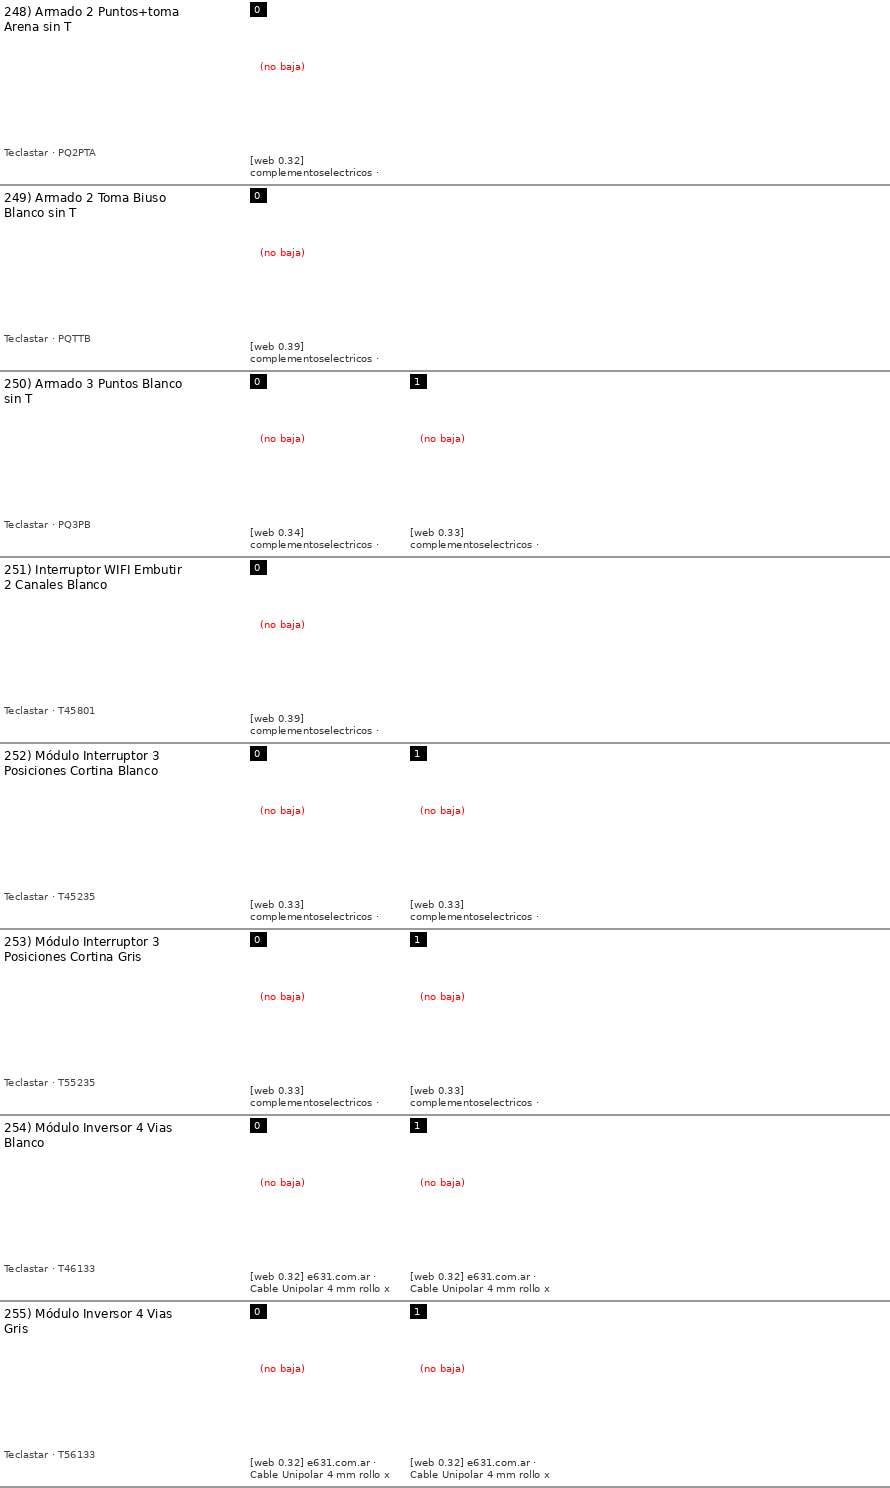 248) Armado 2 Puntos+toma
Arena sin T
0
(no baja)
Teclastar · PQ2PTA
[web 0.32]
complementoselectricos ·
249) Armado 2 Toma Biuso
Blanco sin T
0
(no baja)
Teclastar · PQTTB
[web 0.39]
complementoselectricos ·
250) Armado 3 Puntos Blanco
sin T
0 1
(no baja) (no baja)
Teclastar · PQ3PB
[web 0.34] [web 0.33]
complementoselectricos · complementoselectricos ·
251) Interruptor WIFI Embutir
2 Canales Blanco
0
(no baja)
Teclastar · T45801
[web 0.39]
complementoselectricos ·
252) Módulo Interruptor 3
Posiciones Cortina Blanco
0 1
(no baja) (no baja)
Teclastar · T45235
[web 0.33] [web 0.33]
complementoselectricos · complementoselectricos ·
253) Módulo Interruptor 3
Posiciones Cortina Gris
0 1
(no baja) (no baja)
Teclastar · T55235
[web 0.33] [web 0.33]
complementoselectricos · complementoselectricos ·
254) Módulo Inversor 4 Vias
Blanco
0 1
(no baja) (no baja)
Teclastar · T46133
[web 0.32] e631.com.ar · [web 0.32] e631.com.ar ·
Cable Unipolar 4 mm rollo x Cable Unipolar 4 mm rollo x
255) Módulo Inversor 4 Vias
Gris
0 1
(no baja) (no baja)
Teclastar · T56133
[web 0.32] e631.com.ar · [web 0.32] e631.com.ar ·
Cable Unipolar 4 mm rollo x Cable Unipolar 4 mm rollo x